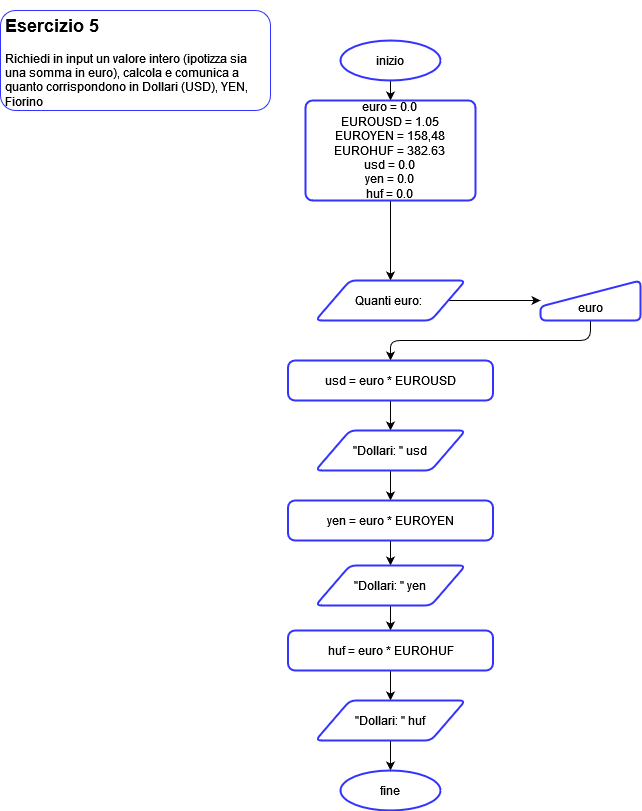 Esercizio 5
Richiedi in input un valore intero (ipotizza sia
una somma in euro), calcola e comunica a
quanto corrispondono in Dollari (USD), YEN,
Fiorino
inizio
euro = 0.0
EUROUSD = 1.05
EUROYEN = 158,48
EUROHUF = 382.63
usd = 0.0
yen = 0.0
huf = 0.0
Quanti euro:
euro
usd = euro * EUROUSD
"Dollari: " usd
yen = euro * EUROYEN
"Dollari: " yen
huf = euro * EUROHUF
"Dollari: " huf
fine